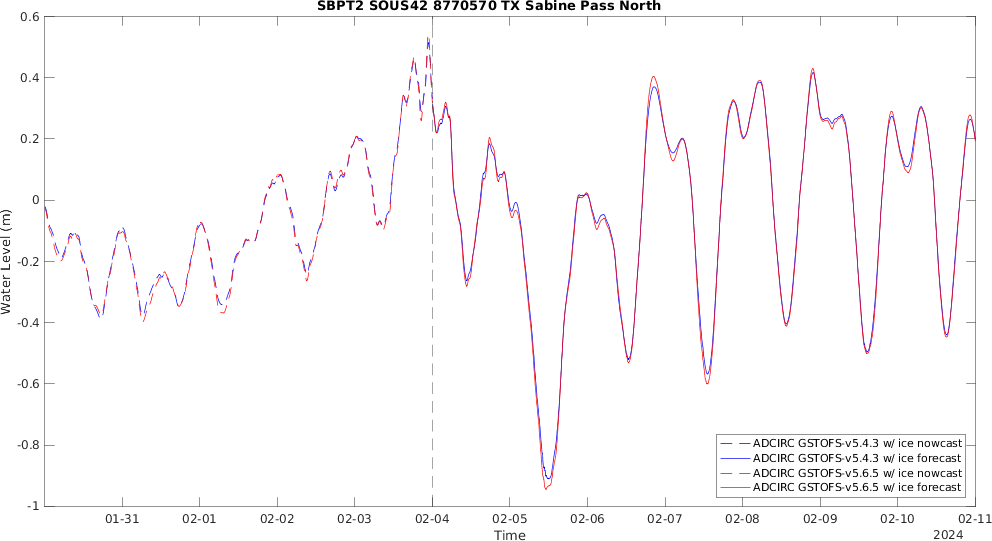 SBPT2 SOUS42 8770570 TX Sabine Pass North
Water Level (m)
0.6
0.4
0.2
0
-0.2
-0.4
-0.6
-0.8
-1
ADCIRC GSTOFS-v5.4.3 w/ ice nowcast
ADCIRC GSTOFS-v5.4.3 w/ ice forecast
ADCIRC GSTOFS-v5.6.5 w/ ice nowcast
ADCIRC GSTOFS-v5.6.5 w/ ice forecast
01-31 02-01 02-02 02-03 02-04 02-05 02-06 02-07 02-08 02-09 02-10 02-11
Time
2024